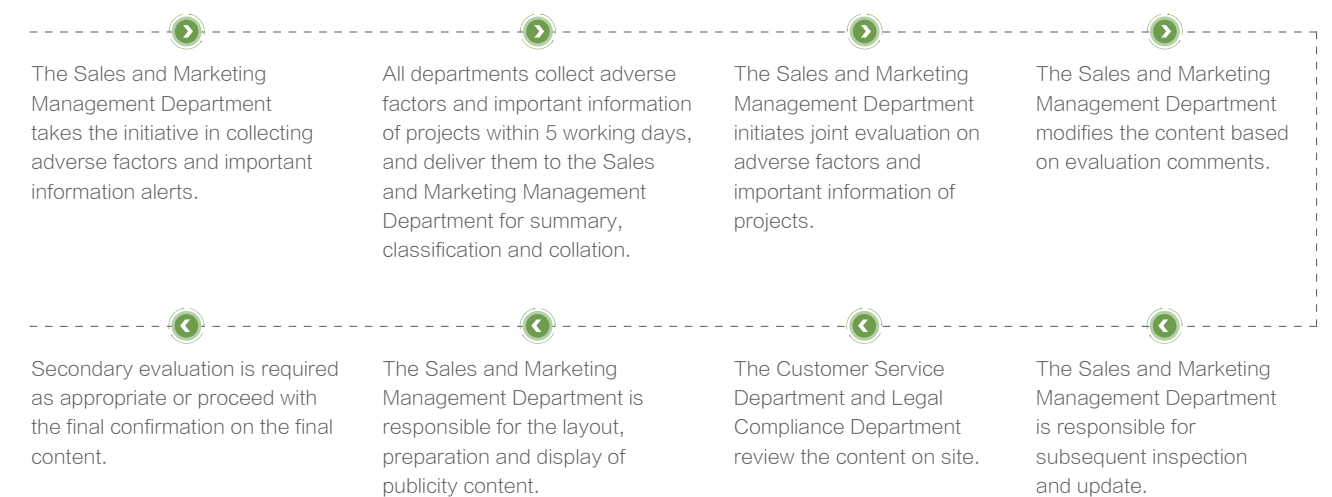 The Sales and Marketing
Management Department
takes the initiative in collecting
adverse factors and important
information alerts.
All departments collect adverse
factors and important information
of projects within 5 working days,
and deliver them to the Sales
and Marketing Management
Department for summary,
classification and collation.
The Sales and Marketing
Management Department
initiates joint evaluation on
adverse factors and
important information of
projects.
The Sales and Marketing
Management Department
modifies the content based
on evaluation comments.
Secondary evaluation is required
as appropriate or proceed with
the final confirmation on the final
content.
The Sales and Marketing
Management Department is
responsible for the layout,
preparation and display of
publicity content.
The Customer Service
Department and Legal
Compliance Department
review the content on site.
The Sales and Marketing
Management Department
is responsible for
subsequent inspection
and update.